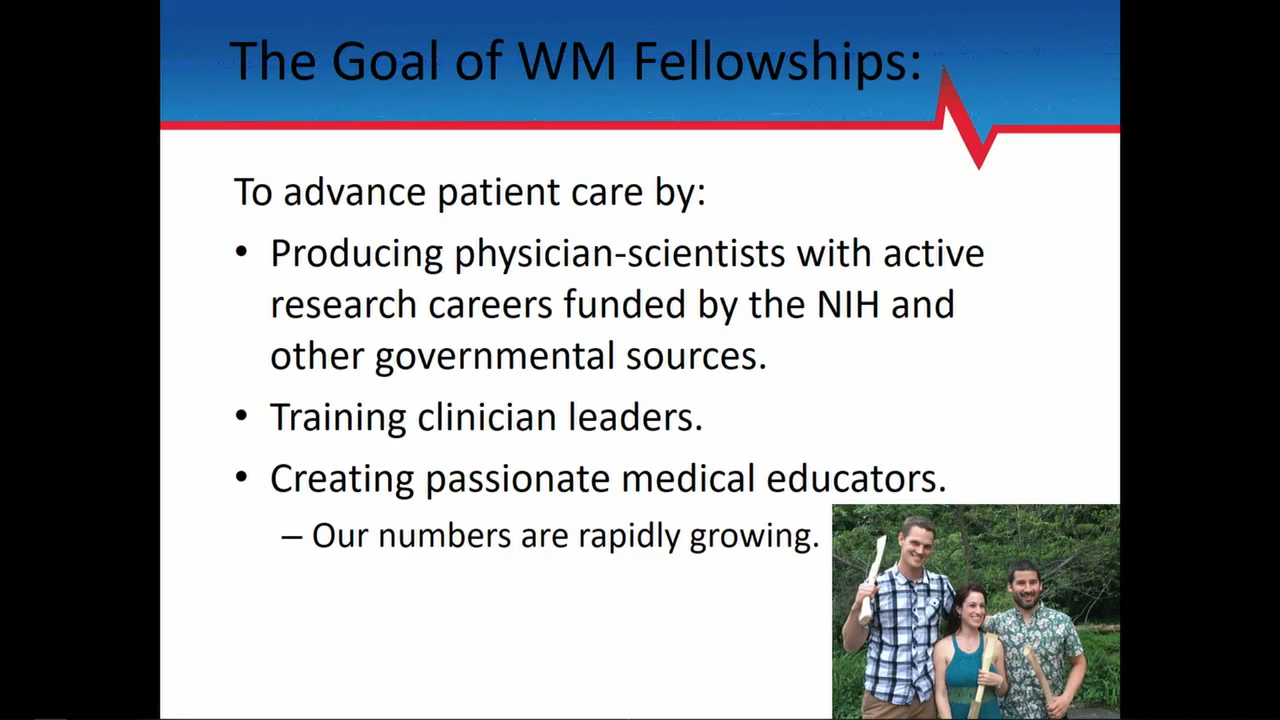 The Goal of WM Fellowships:
To advance patient care by:
• Producing physician-scientists with active
research careers funded by the NIH and
other governmental sources.
• Training clinician leaders.
• Creating passionate medical educators.
– Our numbers are rapidly growing.